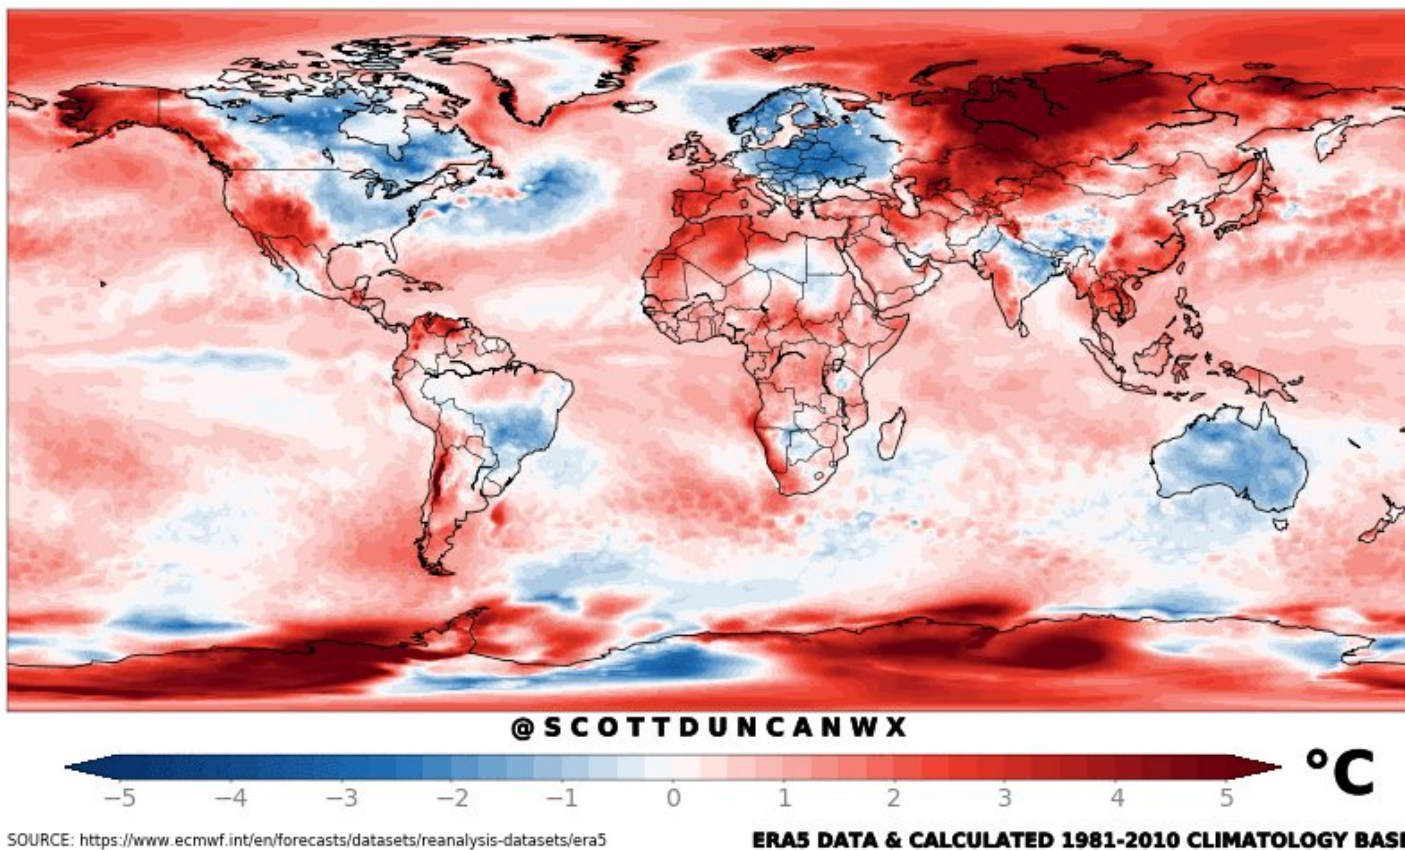 @SCOTTDUNCANWX
°C
−5 −4 −3 −2 −1 0 1 2 3 4 5
SOURCE: https://www.ecmwf.int/en/forecasts/datasets/reanalysis-datasets/era5
ERA5 DATA & CALCULATED 1981-2010 CLIMATOLOGY BASE